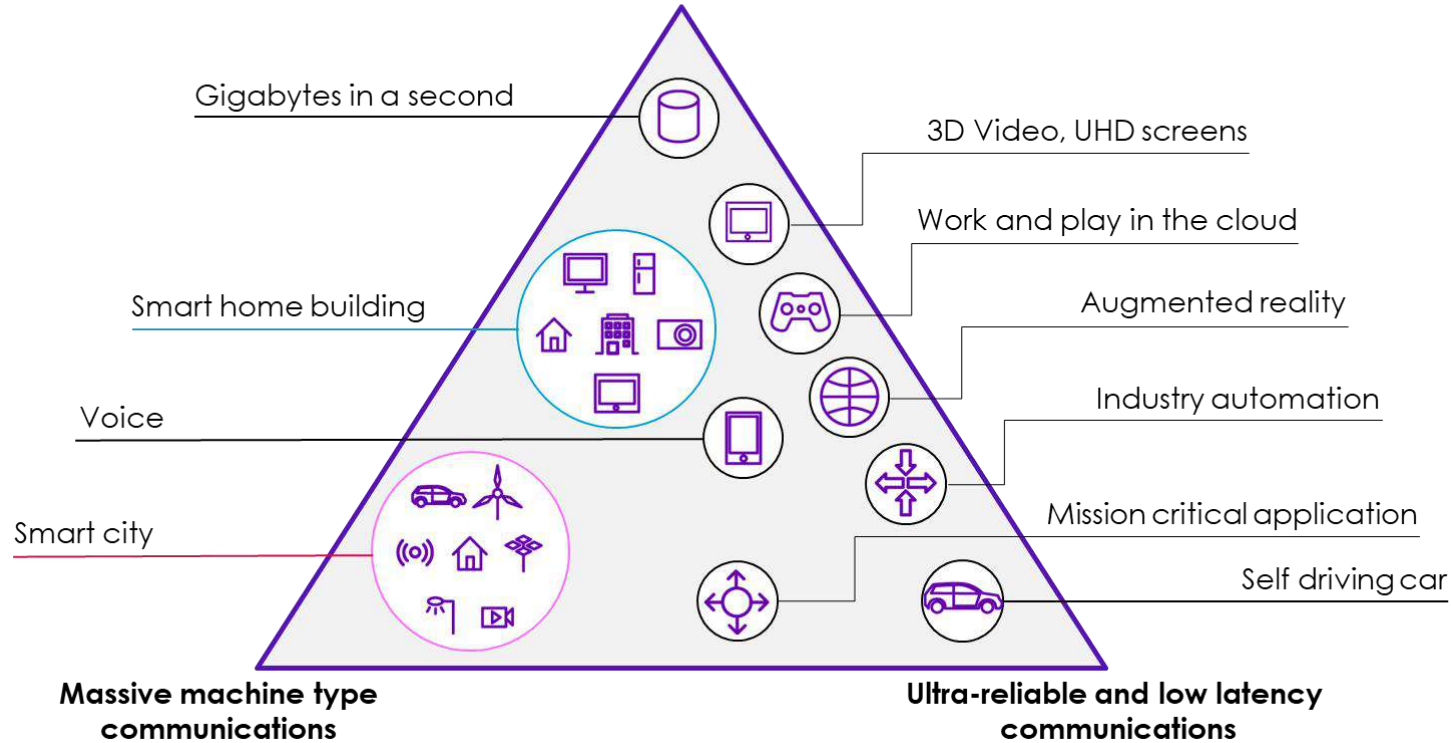 Gigabytes in a second
3D Video, UHD screens
Work and play in the cloud
Smart home building
Augmented reality
Voice
Industry automation
Smart city
Mission critical application
Self driving car
Massive machine type
communications
Ultra-reliable and low latency
communications